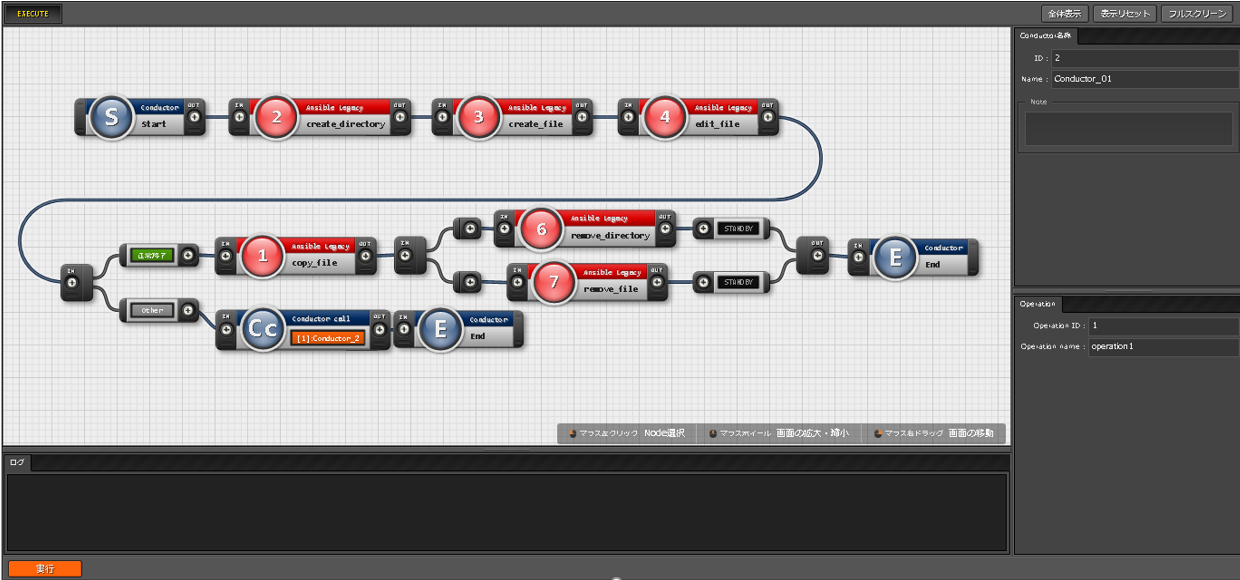 EXECUTE
全体表示
表示リセット
フルスクリーン
Conductor名称
ID : 2
Name : Conductor_01
Note
S
Conductor
Start
OUT
IN
2
Ansible Legacy
create_directory
OUT
IN
3
Ansible Legacy
create_file
OUT
IN
4
Ansible Legacy
edit_file
OUT
IN
正常終了
Other
IN
1
Ansible Legacy
copy_file
OUT
IN
IN
6
Ansible Legacy
remove_directory
OUT
STANDBY
IN
7
Ansible Legacy
remove_file
OUT
STANDBY
OUT
IN
E
Conductor
End
IN
Cc
Conductor call
[1]:Conductor_2
OUT
IN
E
Conductor
End
マウス左クリック Node選択
マウスホイール 画面の拡大・縮小
マウス右ドラッグ 画面の移動
Operation
Operation ID : 1
Operation name : operation1
ログ
実行